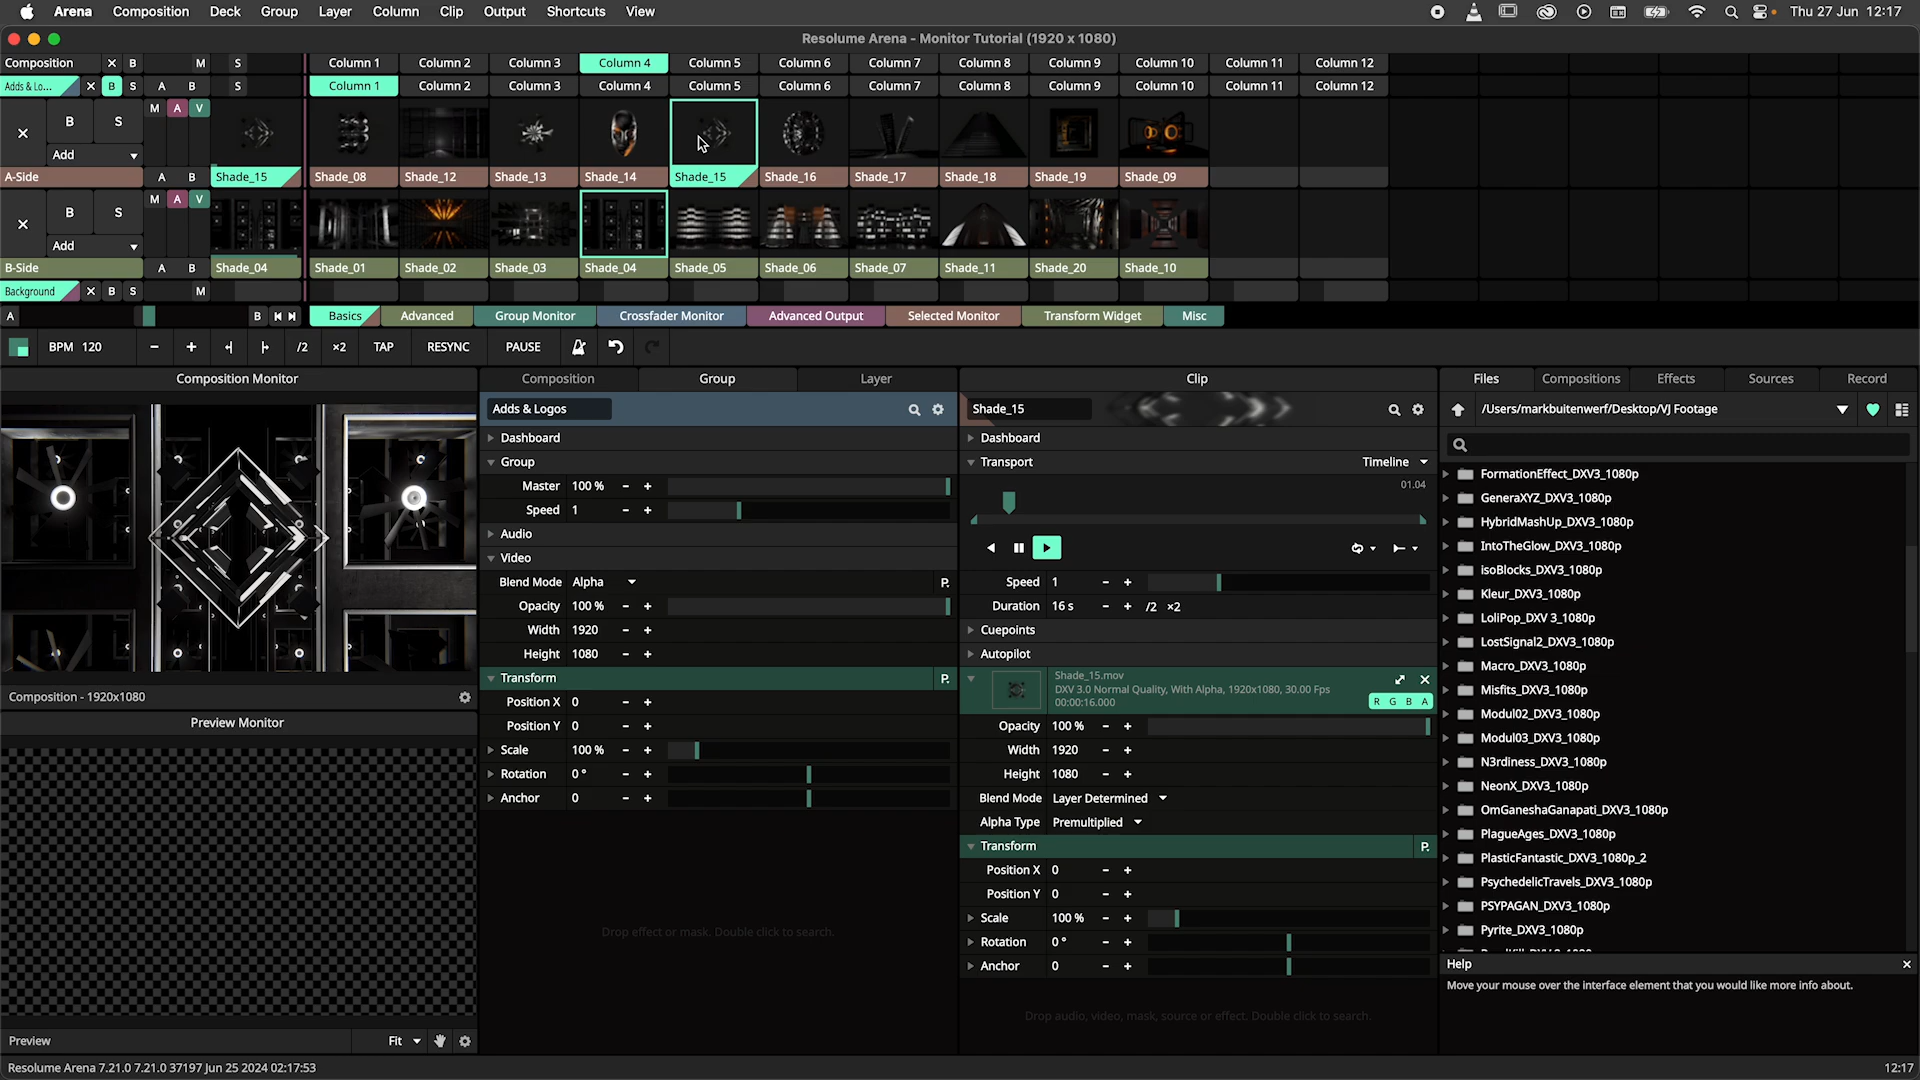 Arena Composition Deck Group Layer Column Clip Output Shortcuts View Thu 27 Jun 12:17
Resolume Arena - Monitor Tutorial (1920 x 1080)
Composition B M S Column 1 Column 2 Column 3 Column 4 Column 5 Column 6 Column 7 Column 8 Column 9 Column 10 Column 11 Column 12
Adds & Lo... B S A B S Column 1 Column 2 Column 3 Column 4 Column 5 Column 6 Column 7 Column 8 Column 9 Column 10 Column 11 Column 12
M A V
B S
Add
A-Side A B Shade_15 Shade_08 Shade_12 Shade_13 Shade_14 Shade_15 Shade_16 Shade_17 Shade_18 Shade_19 Shade_09
M A V
B S
Add
B-Side A B Shade_04 Shade_01 Shade_02 Shade_03 Shade_04 Shade_05 Shade_06 Shade_07 Shade_11 Shade_20 Shade_10
Background B S M
A B Basics Advanced Group Monitor Crossfader Monitor Advanced Output Selected Monitor Transform Widget Misc
BPM 120 - + /2 ×2 TAP RESYNC PAUSE
Composition Monitor
Composition - 1920x1080
Preview Monitor
Preview Fit
Composition Group Layer
Adds & Logos
Dashboard
Group
Master 100 % - +
Speed 1 - +
Audio
Video
Blend Mode Alpha P.
Opacity 100 % - +
Width 1920 - +
Height 1080 - +
Transform P.
Position X 0 - +
Position Y 0 - +
Scale 100 % - +
Rotation 0 ° - +
Anchor 0 - +
Drop effect or mask. Double click to search.
Clip
Shade_15
Dashboard
Transport Timeline
01.04
Speed 1 - +
Duration 16 s - + /2 ×2
Cuepoints
Autopilot
Shade_15.mov
DXV 3.0 Normal Quality, With Alpha, 1920x1080, 30.00 Fps
00:00:16.000 R G B A
Opacity 100 % - +
Width 1920 - +
Height 1080 - +
Blend Mode Layer Determined
Alpha Type Premultiplied
Transform P.
Position X 0 - +
Position Y 0 - +
Scale 100 % - +
Rotation 0 ° - +
Anchor 0 - +
Drop audio, video, mask, source or effect. Double click to search.
Files Compositions Effects Sources Record
/Users/markbuitenwerf/Desktop/VJ Footage
FormationEffect_DXV3_1080p
GeneraXYZ_DXV3_1080p
HybridMashUp_DXV3_1080p
IntoTheGlow_DXV3_1080p
isoBlocks_DXV3_1080p
Kleur_DXV3_1080p
LolliPop_DXV 3_1080p
LostSignal2_DXV3_1080p
Macro_DXV3_1080p
Misfits_DXV3_1080p
Modul02_DXV3_1080p
Modul03_DXV3_1080p
N3rdiness_DXV3_1080p
NeonX_DXV3_1080p
OmGaneshaGanapati_DXV3_1080p
PlagueAges_DXV3_1080p
PlasticFantastic_DXV3_1080p_2
PsychedelicTravels_DXV3_1080p
PSYPAGAN_DXV3_1080p
Pyrite_DXV3_1080p
Help
Move your mouse over the interface element that you would like more info about.
Resolume Arena 7.21.0 7.21.0 37197 Jun 25 2024 02:17:53 12:17